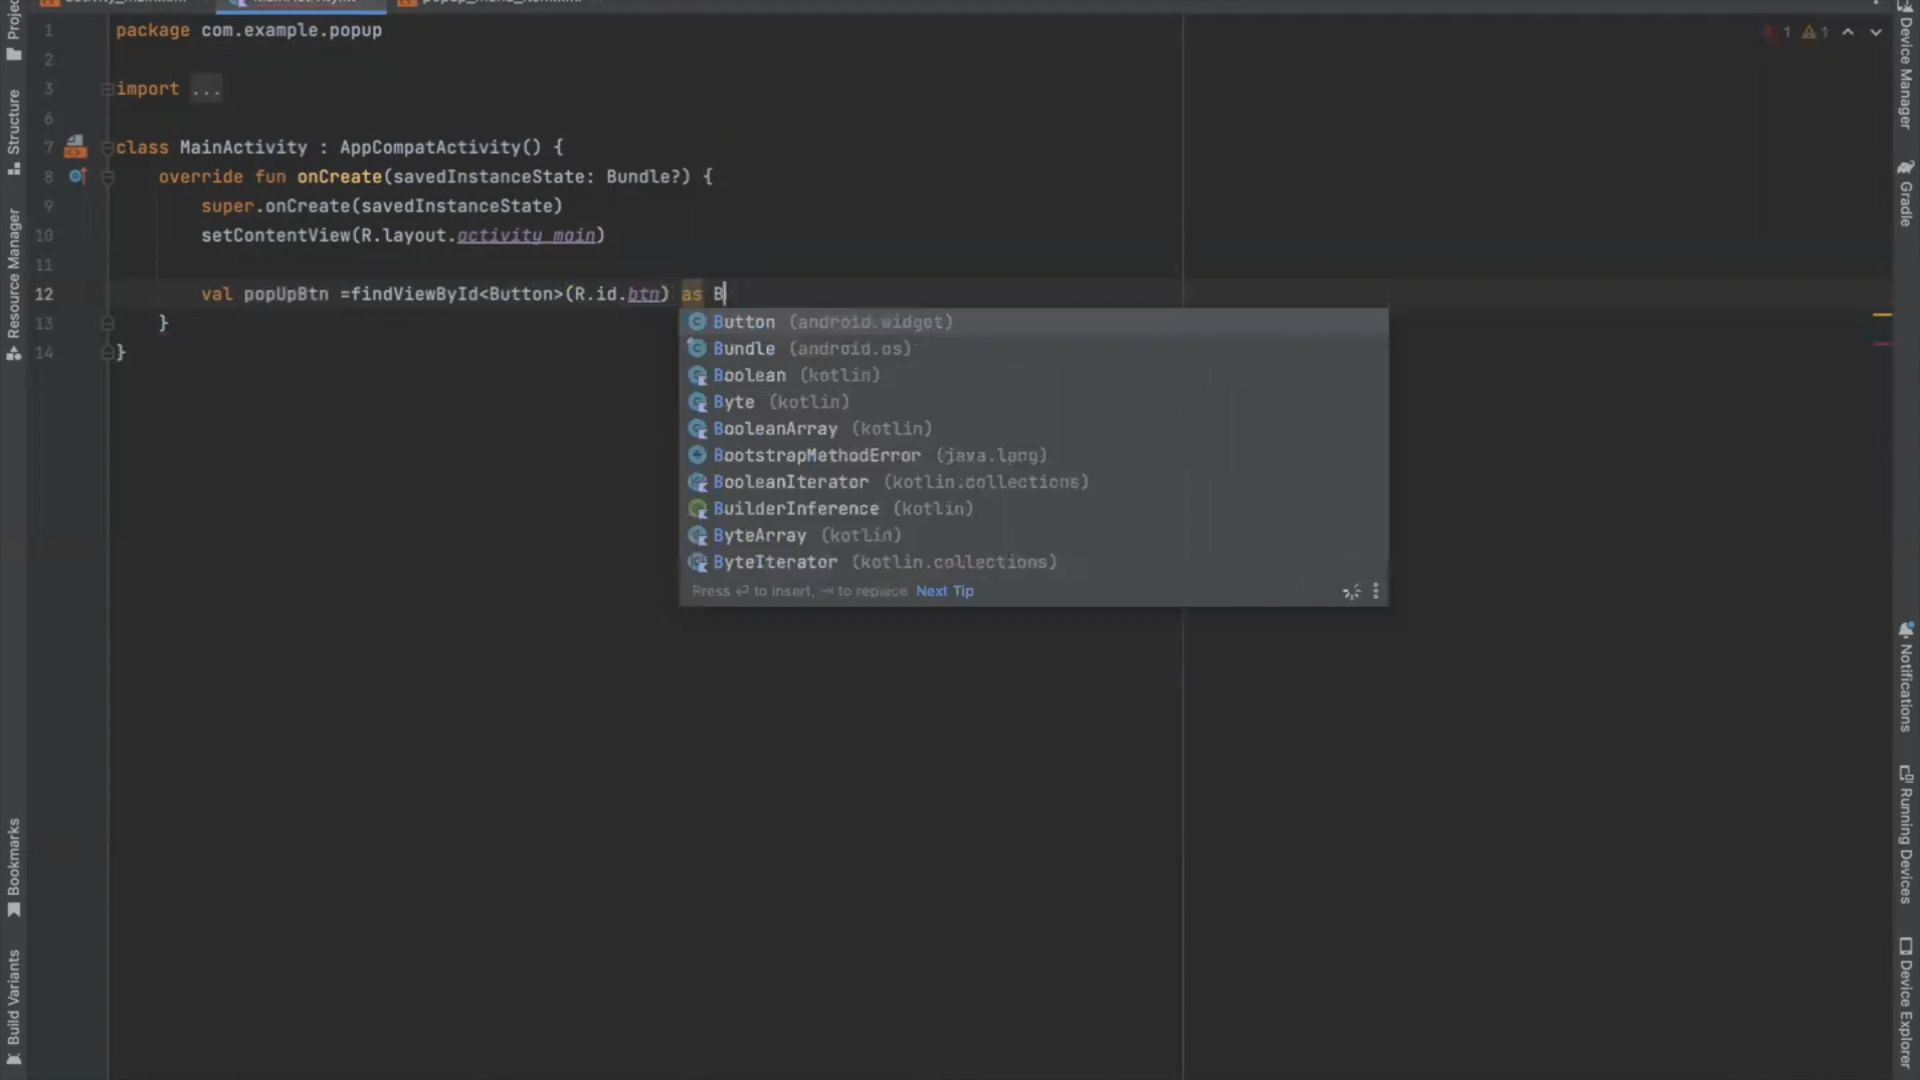 package com.example.popup
import ...
class MainActivity : AppCompatActivity() {
override fun onCreate(savedInstanceState: Bundle?) {
super.onCreate(savedInstanceState)
setContentView(R.layout.activity_main)
val popUpBtn =findViewById<Button>(R.id.btn) as B
}
}
Button (android.widget)
Bundle (android.os)
Boolean (kotlin)
Byte (kotlin)
BooleanArray (kotlin)
BootstrapMethodError (java.lang)
BooleanIterator (kotlin.collections)
BuilderInference (kotlin)
ByteArray (kotlin)
ByteIterator (kotlin.collections)
Press ↵ to insert, ⇥ to replace Next Tip
1
2
3
6
7
8
9
10
11
12
13
14
1 1
Structure
Resource Manager
Bookmarks
Build Variants
Device Manager
Gradle
Notifications
Running Devices
Device Explorer